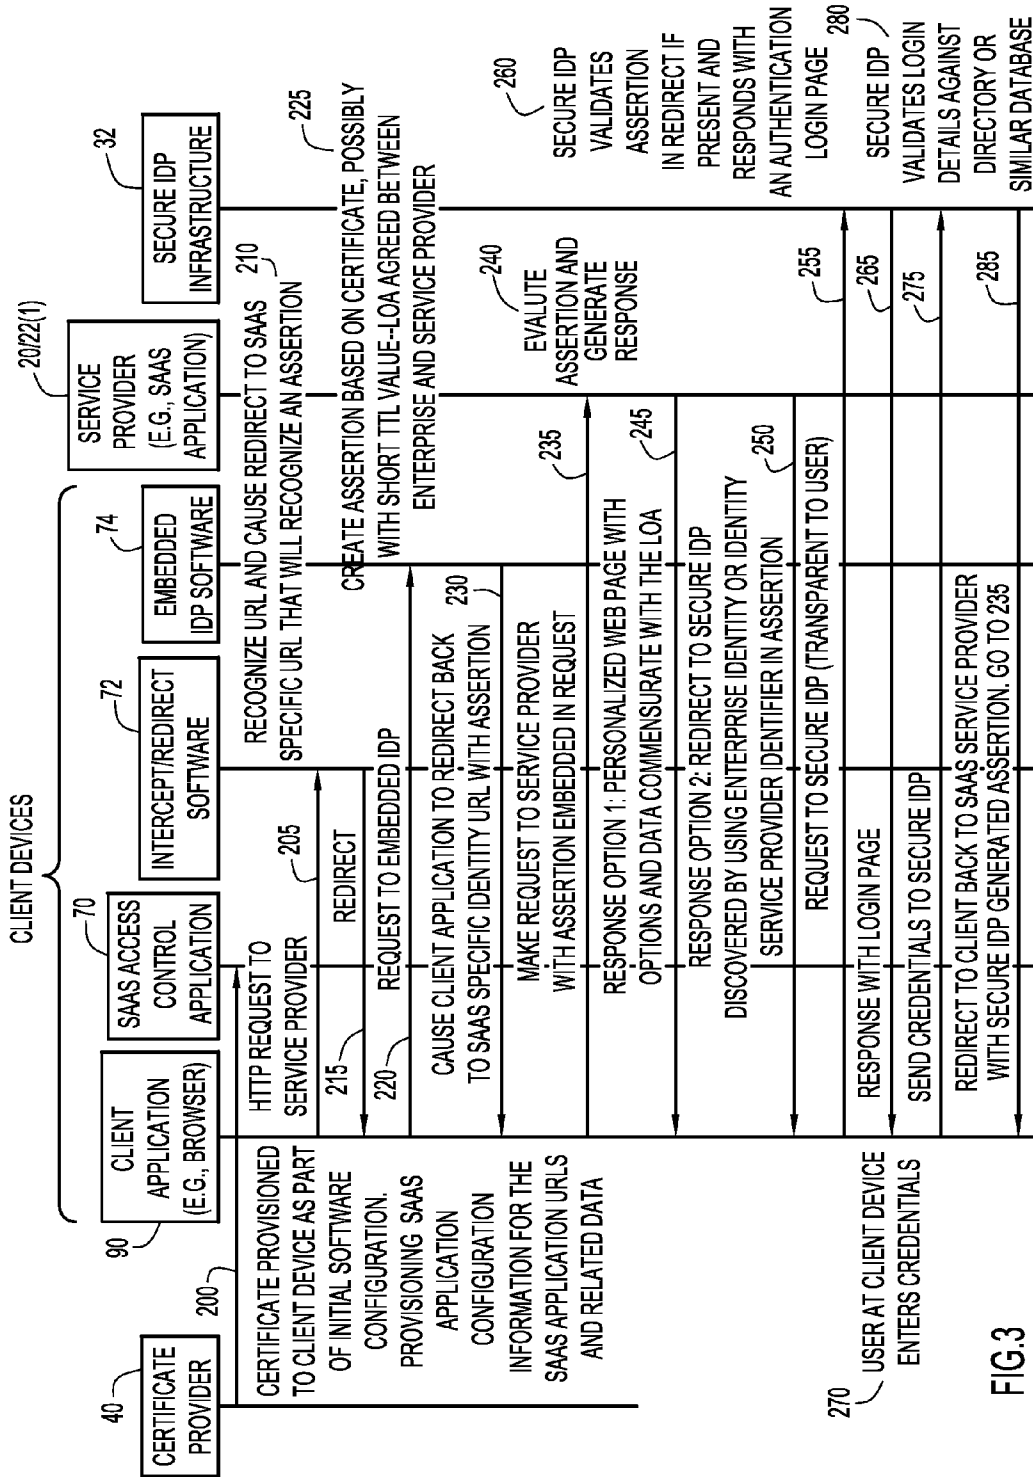 CLIENT DEVICES
40
CERTIFICATE
PROVIDER
90
CLIENT
APPLICATION
(E.G., BROWSER)
70
SAAS ACCESS
CONTROL
APPLICATION
72
INTERCEPT/REDIRECT
SOFTWARE
74
EMBEDDED
IDP SOFTWARE
20/22(1)
SERVICE
PROVIDER
(E.G., SAAS
APPLICATION)
32
SECURE IDP
INFRASTRUCTURE
200
CERTIFICATE PROVISIONED
TO CLIENT DEVICE AS PART
OF INITIAL SOFTWARE
CONFIGURATION.
PROVISIONING SAAS
APPLICATION
CONFIGURATION
INFORMATION FOR THE
SAAS APPLICATION URLS
AND RELATED DATA
HTTP REQUEST TO
SERVICE PROVIDER
205
RECOGNIZE URL AND CAUSE REDIRECT TO SAAS
SPECIFIC URL THAT WILL RECOGNIZE AN ASSERTION
210
215
REDIRECT
220
REQUEST TO EMBEDDED IDP
225
CREATE ASSERTION BASED ON CERTIFICATE, POSSIBLY
WITH SHORT TTL VALUE--LOA AGREED BETWEEN
ENTERPRISE AND SERVICE PROVIDER
CAUSE CLIENT APPLICATION TO REDIRECT BACK
TO SAAS SPECIFIC IDENTITY URL WITH ASSERTION
230
MAKE REQUEST TO SERVICE PROVIDER
WITH ASSERTION EMBEDDED IN REQUEST
235
240
EVALUTE
ASSERTION AND
GENERATE
RESPONSE
RESPONSE OPTION 1: PERSONALIZED WEB PAGE WITH
OPTIONS AND DATA COMMENSURATE WITH THE LOA
245
RESPONSE OPTION 2: REDIRECT TO SECURE IDP
DISCOVERED BY USING ENTERPRISE IDENTITY OR IDENTITY
SERVICE PROVIDER IDENTIFIER IN ASSERTION
250
REQUEST TO SECURE IDP (TRANSPARENT TO USER)
255
260
SECURE IDP
VALIDATES
ASSERTION
IN REDIRECT IF
PRESENT AND
RESPONDS WITH
AN AUTHENTICATION
LOGIN PAGE
RESPONSE WITH LOGIN PAGE
265
270
USER AT CLIENT DEVICE
ENTERS CREDENTIALS
SEND CREDENTIALS TO SECURE IDP
275
280
SECURE IDP
VALIDATES LOGIN
DETAILS AGAINST
DIRECTORY OR
SIMILAR DATABASE
REDIRECT TO CLIENT BACK TO SAAS SERVICE PROVIDER
WITH SECURE IDP GENERATED ASSERTION. GO TO 235
285
FIG.3